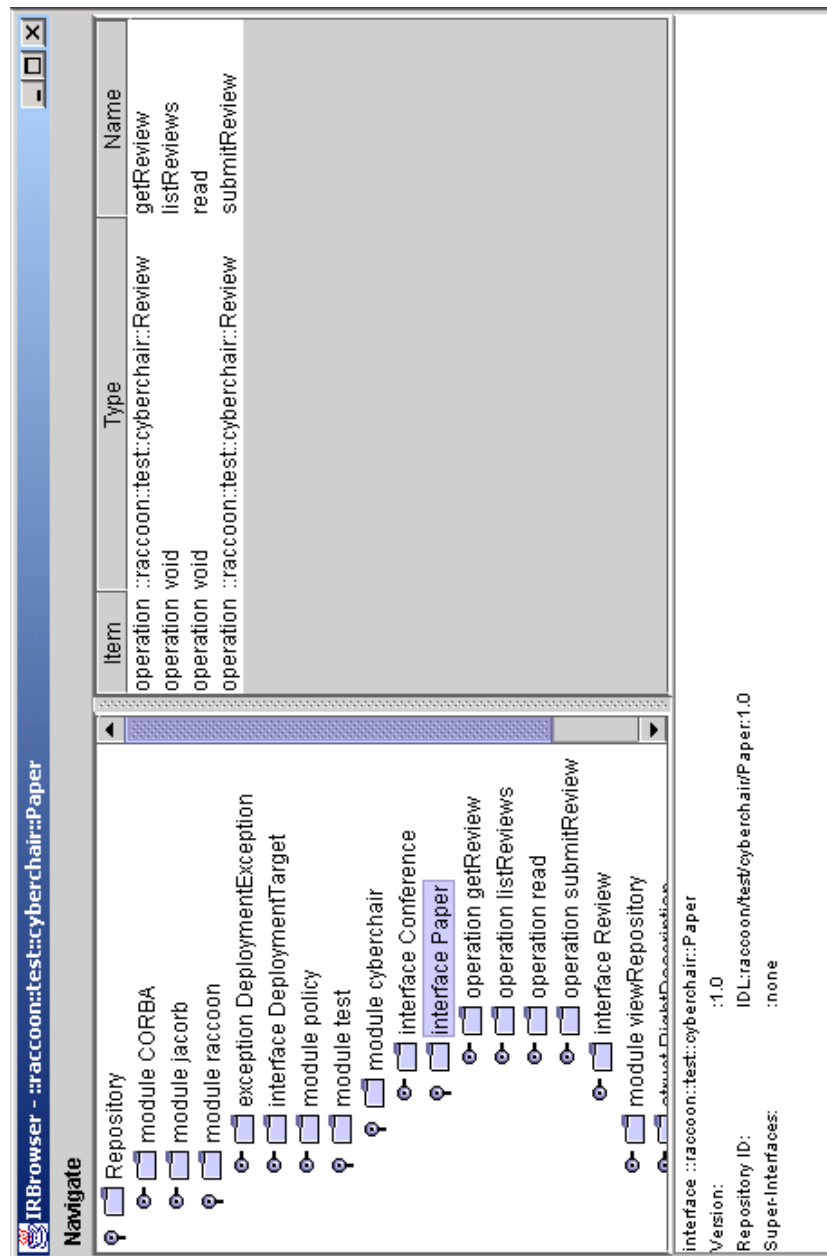 IRBrowser - ::raccoon::test::cyberchair::Paper
Navigate
Repository
module CORBA
module jacorb
module raccoon
exception DeploymentException
interface DeploymentTarget
module policy
module test
module cyberchair
interface Conference
interface Paper
operation getReview
operation listReviews
operation read
operation submitReview
interface Review
module viewRepository
struct RightDescription
Item Type Name
operation ::raccoon::test::cyberchair::Review getReview
operation void listReviews
operation void read
operation ::raccoon::test::cyberchair::Review submitReview
interface ::raccoon::test::cyberchair::Paper
Version: :1.0
Repository ID: IDL:raccoon/test/cyberchair/Paper:1.0
Super-Interfaces: :none